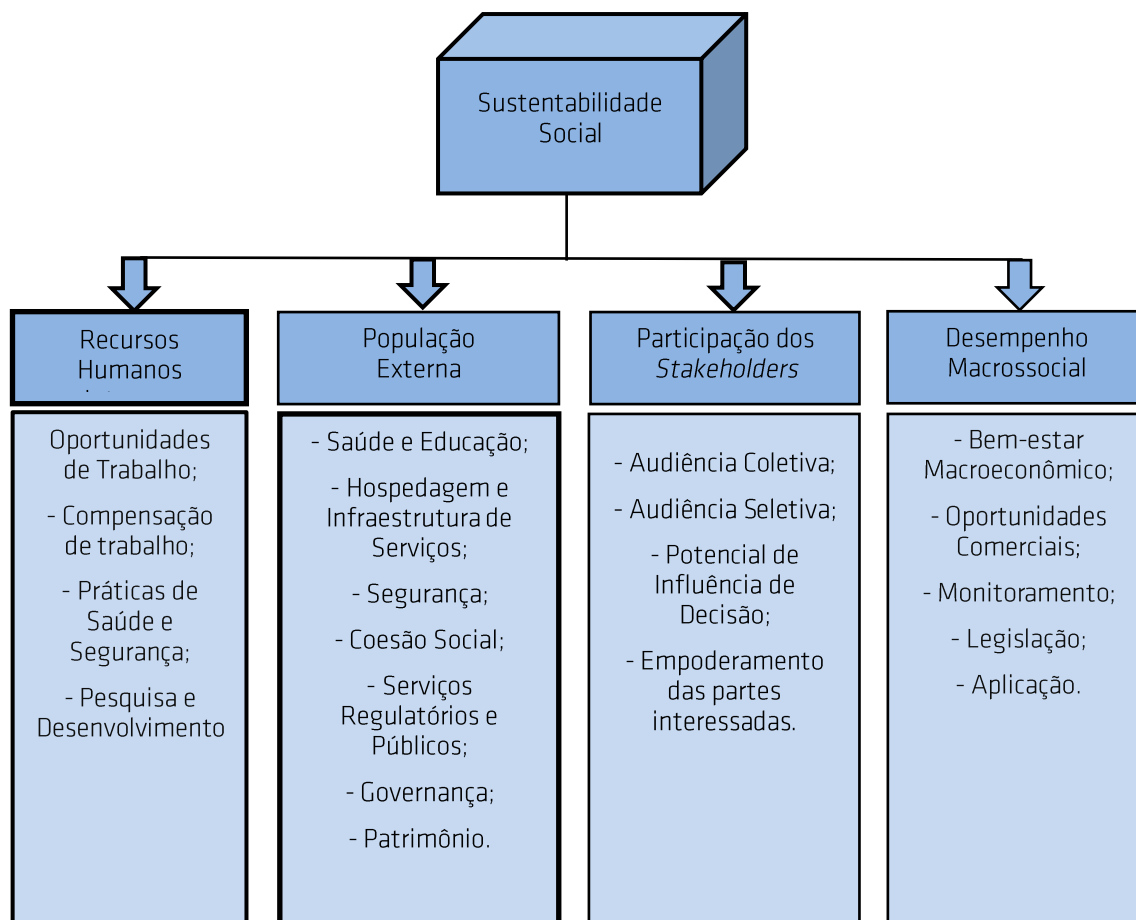 Sustentabilidade
Social
Recursos
Humanos
População
Externa
Participação dos
Stakeholders
Desempenho
Macrossocial
Oportunidades
de Trabalho;
- Compensação
de trabalho;
- Práticas de
Saúde e
Segurança;
- Pesquisa e
Desenvolvimento
- Saúde e Educação;
- Hospedagem e
Infraestrutura de
Serviços;
- Segurança;
- Coesão Social;
- Serviços
Regulatórios e
Públicos;
- Governança;
- Patrimônio.
- Audiência Coletiva;
- Audiência Seletiva;
- Potencial de
Influência de
Decisão;
- Empoderamento
das partes
interessadas.
- Bem-estar
Macroeconômico;
- Oportunidades
Comerciais;
- Monitoramento;
- Legislação;
- Aplicação.